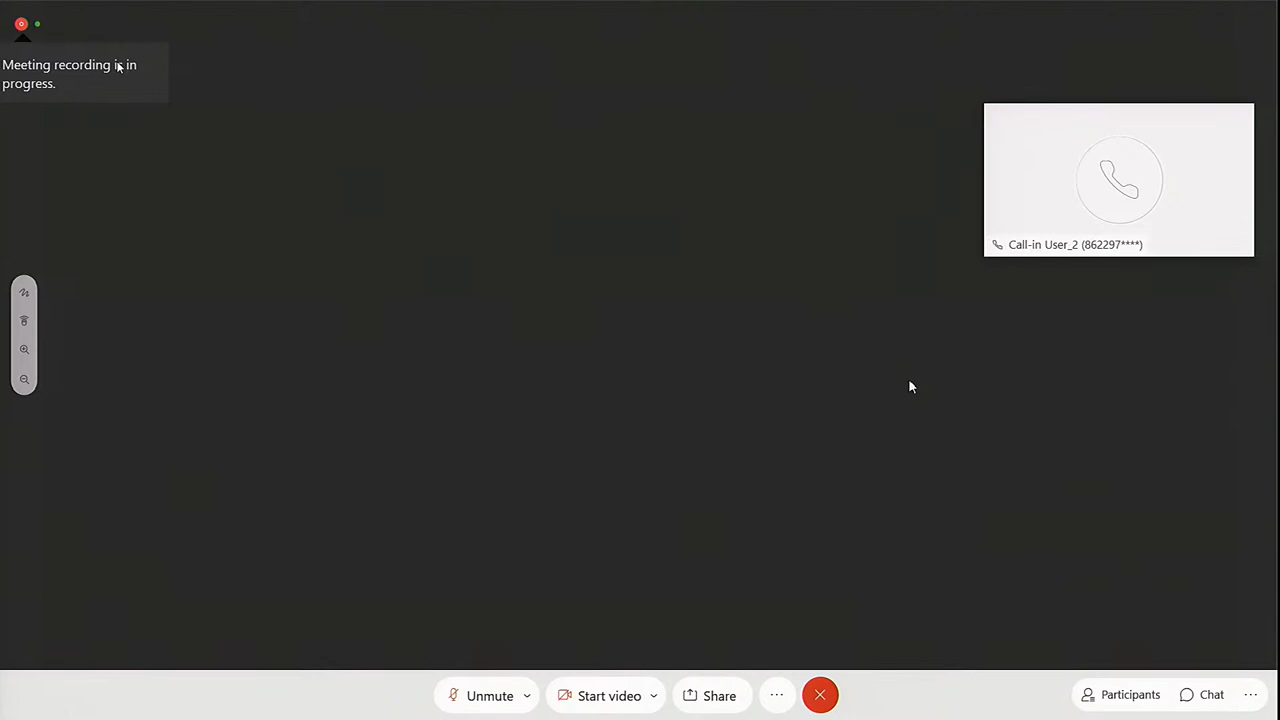 Meeting recording is in
progress.
Call-in User_2 (862297****)
Unmute
Start video
Share
Participants
Chat